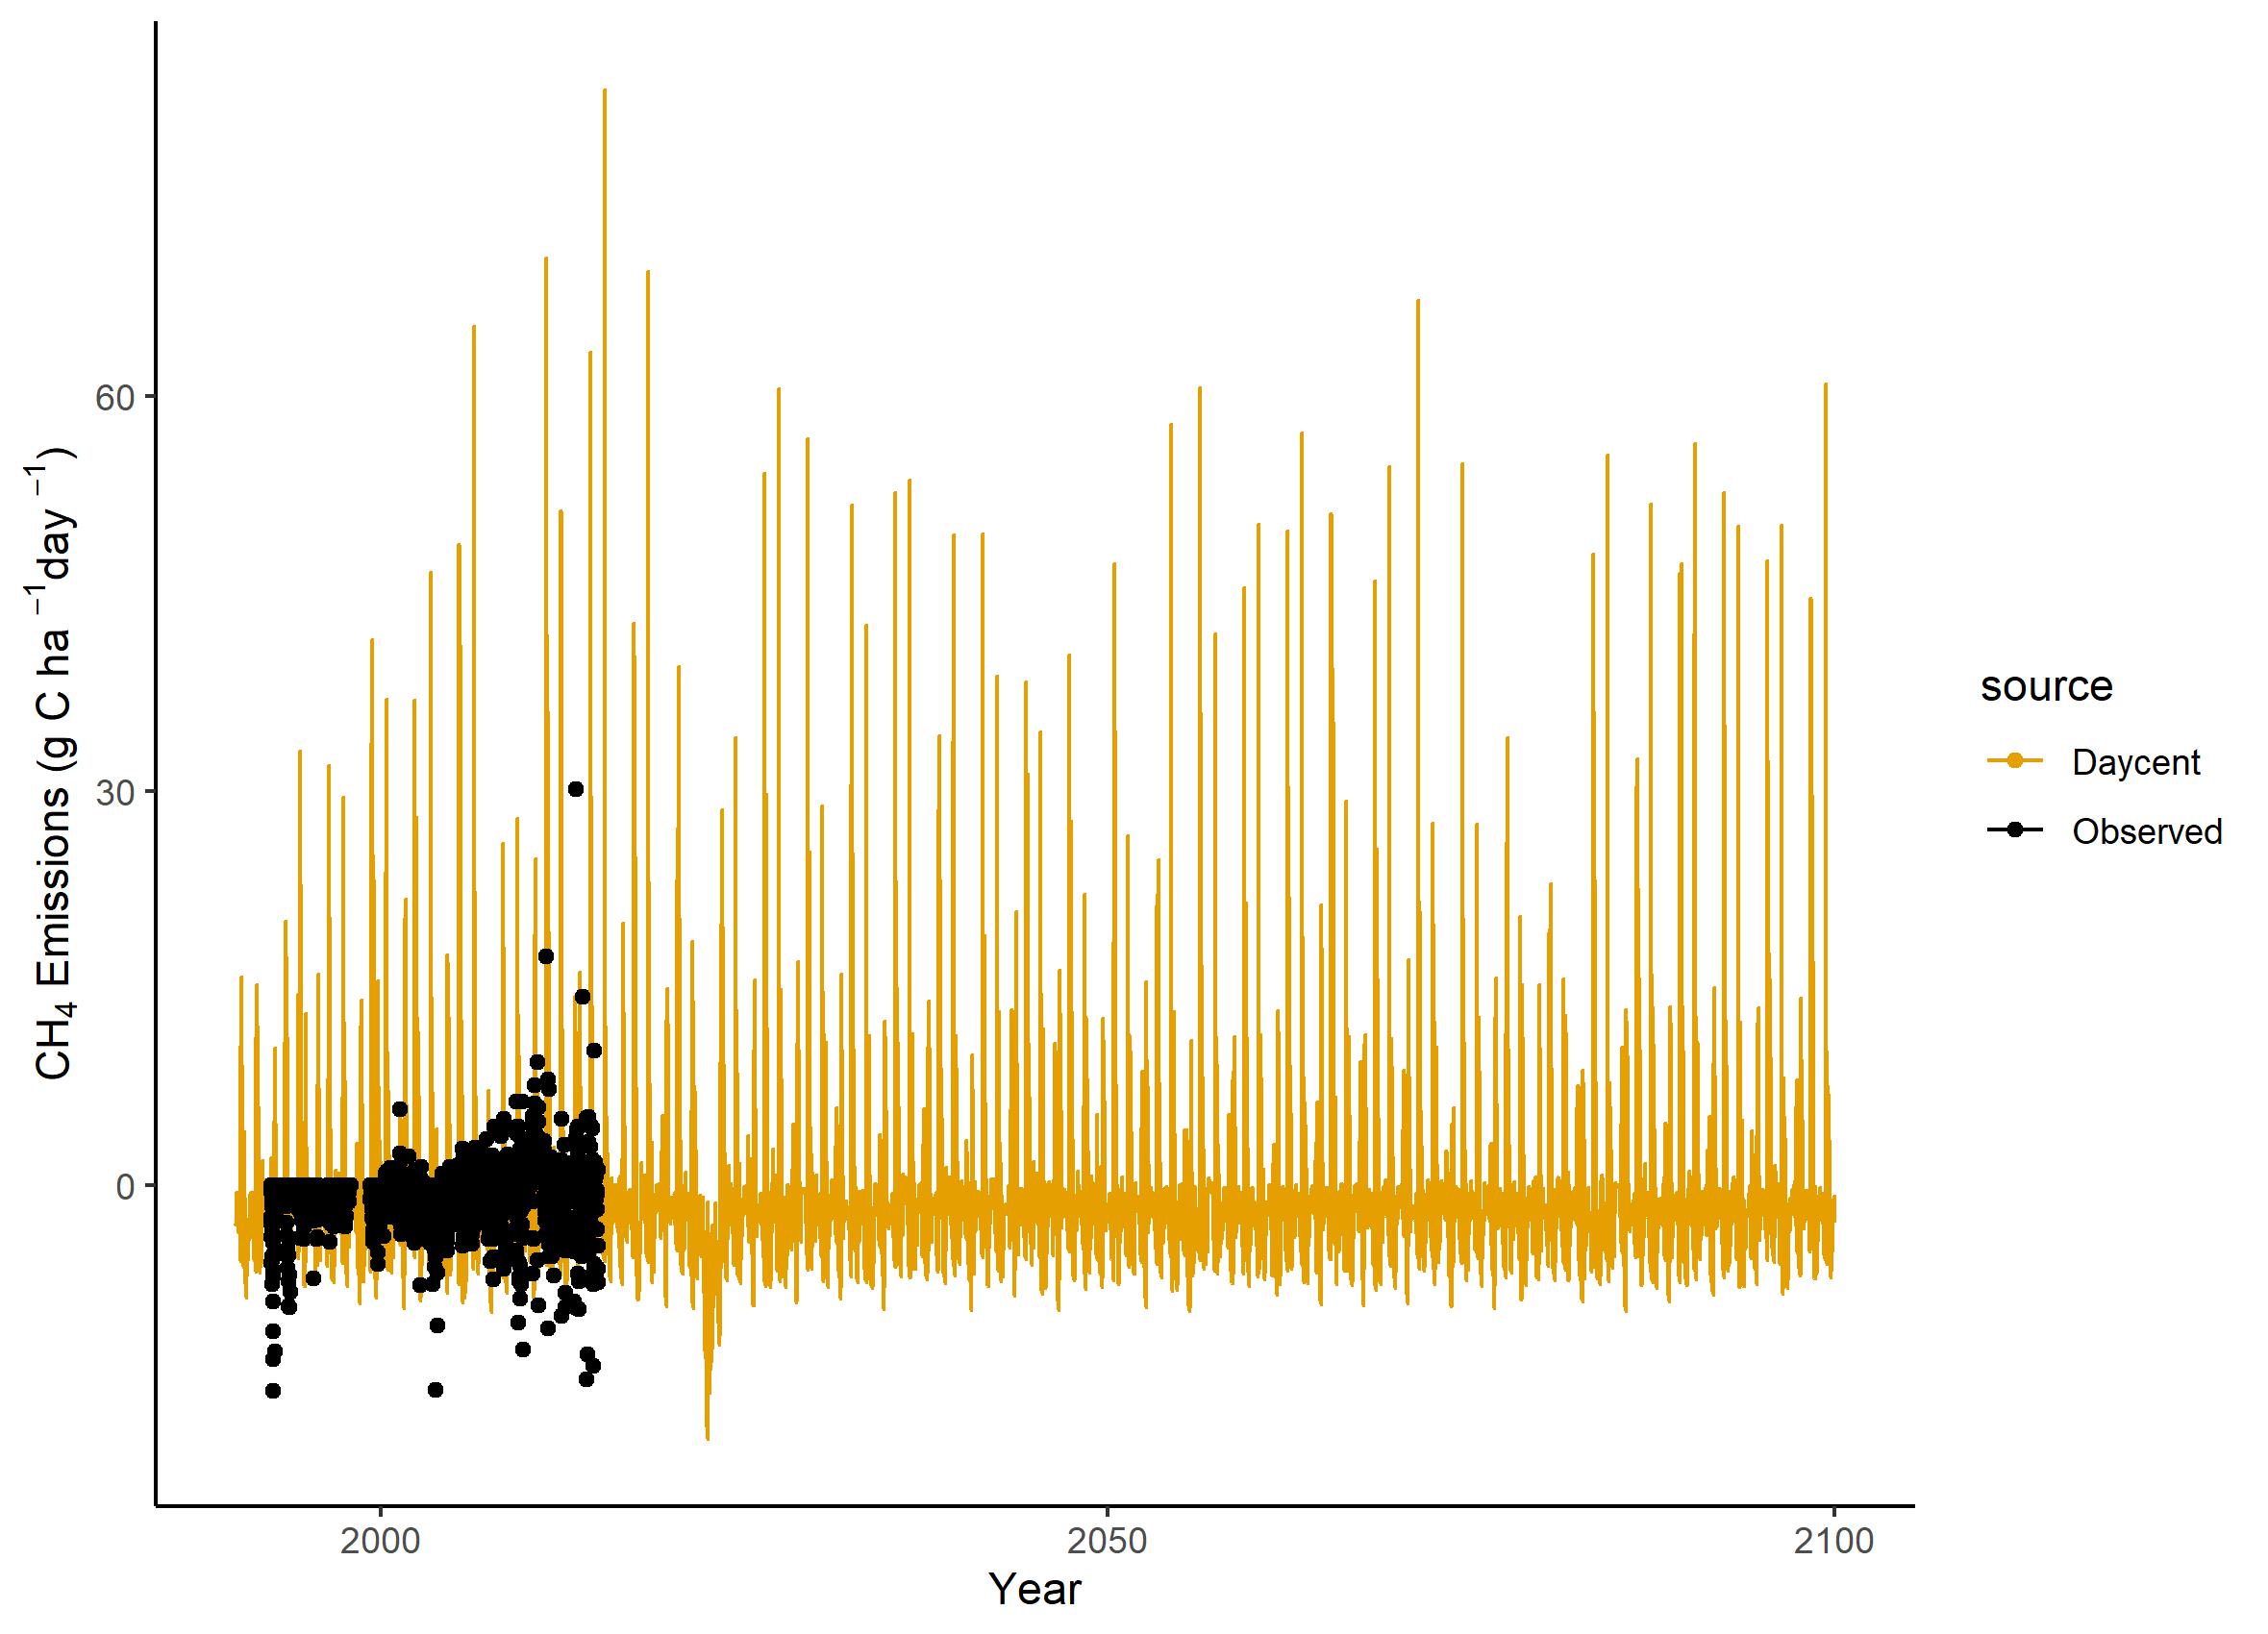 CH₄ Emissions (g C ha ⁻¹day ⁻¹)
60
30
0
2000
2050
2100
Year
source
Daycent
Observed